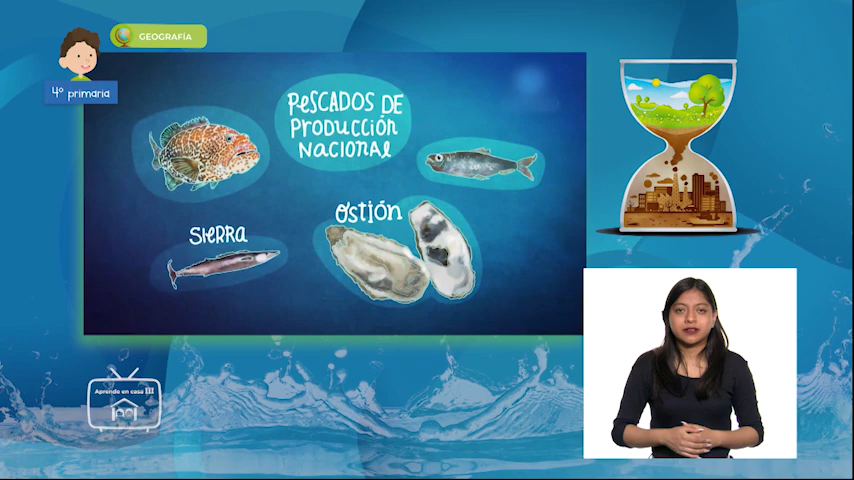 GEOGRAFÍA
4º primaria
PESCADOS DE
PRODUCCIÓN
NACIONAL
OSTIÓN
SIERRA
Aprende en casa III